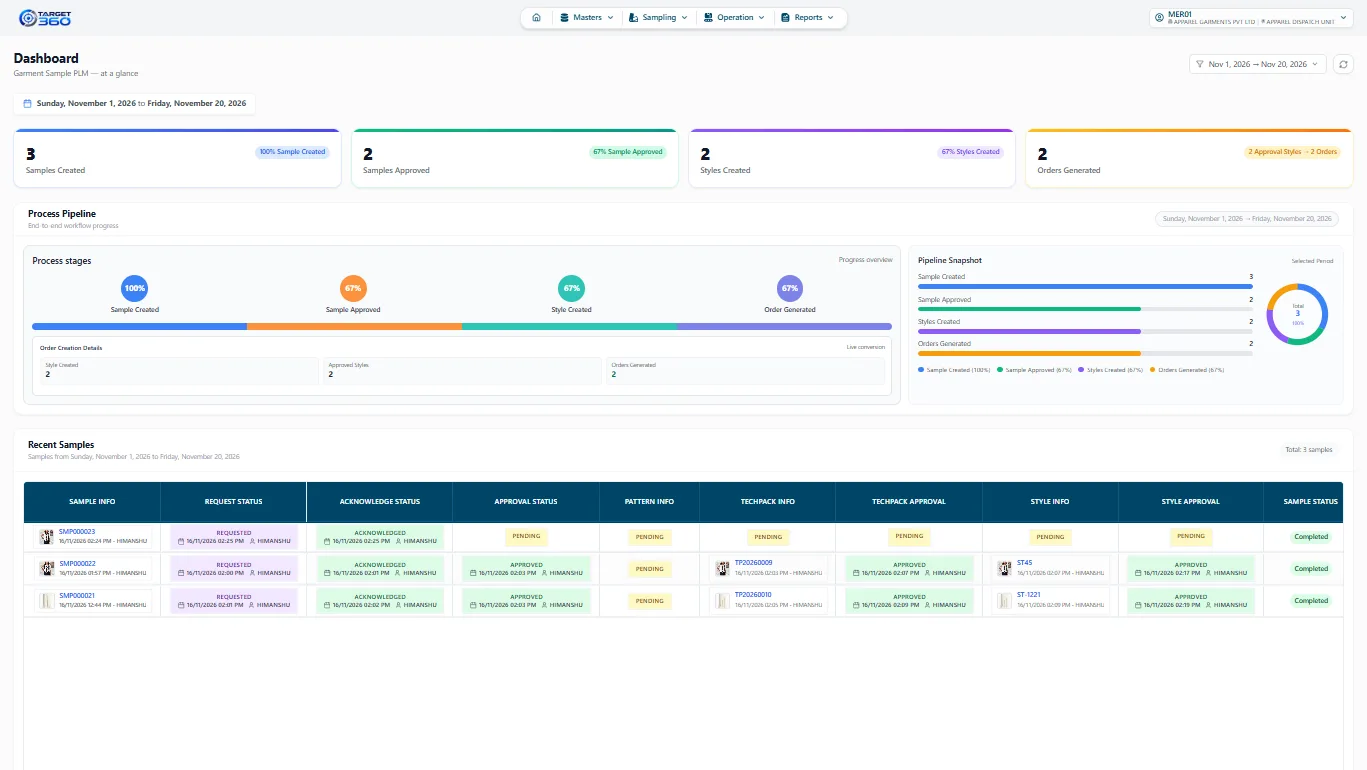 TARGET
360
Masters
Sampling
Operation
Reports
MER01
APPAREL GARMENTS PVT LTD | APPAREL DISPATCH UNIT
Dashboard
Garment Sample PLM — at a glance
Nov 1, 2026 → Nov 20, 2026
Sunday, November 1, 2026 to Friday, November 20, 2026
3
100% Sample Created
Samples Created
2
67% Sample Approved
Samples Approved
2
67% Styles Created
Styles Created
2
2 Approval Styles → 2 Orders
Orders Generated
Process Pipeline
End-to-end workflow progress
Sunday, November 1, 2026 → Friday, November 20, 2026
Process stages
Progress overview
100%
67%
67%
67%
Sample Created
Sample Approved
Style Created
Order Generated
Order Creation Details
Live conversion
Style Created
2
Approved Styles
2
Orders Generated
2
Pipeline Snapshot
Selected Period
Sample Created 3
Sample Approved 2
Styles Created 2
Orders Generated 2
Total
3
100%
Sample Created (100%) Sample Approved (67%) Styles Created (67%) Orders Generated (67%)
Recent Samples
Samples from Sunday, November 1, 2026 to Friday, November 20, 2026
Total: 3 samples
SAMPLE INFO REQUEST STATUS ACKNOWLEDGE STATUS APPROVAL STATUS PATTERN INFO TECHPACK INFO TECHPACK APPROVAL STYLE INFO STYLE APPROVAL SAMPLE STATUS
SMP000023 REQUESTED ACKNOWLEDGED PENDING PENDING PENDING PENDING PENDING PENDING Completed
16/11/2026 02:24 PM - HIMANSHU 16/11/2026 02:25 PM HIMANSHU 16/11/2026 02:25 PM HIMANSHU
SMP000022 REQUESTED ACKNOWLEDGED APPROVED PENDING TP20260009 APPROVED ST45 APPROVED Completed
16/11/2026 01:57 PM - HIMANSHU 16/11/2026 02:00 PM HIMANSHU 16/11/2026 02:01 PM HIMANSHU 16/11/2026 02:03 PM HIMANSHU 16/11/2026 02:03 PM - HIMANSHU 16/11/2026 02:07 PM HIMANSHU 16/11/2026 02:07 PM - HIMANSHU 16/11/2026 02:17 PM HIMANSHU
SMP000021 REQUESTED ACKNOWLEDGED APPROVED PENDING TP20260010 APPROVED ST-1221 APPROVED Completed
16/11/2026 12:44 PM - HIMANSHU 16/11/2026 02:01 PM HIMANSHU 16/11/2026 02:02 PM HIMANSHU 16/11/2026 02:03 PM HIMANSHU 16/11/2026 02:05 PM - HIMANSHU 16/11/2026 02:09 PM HIMANSHU 16/11/2026 02:09 PM - HIMANSHU 16/11/2026 02:19 PM HIMANSHU